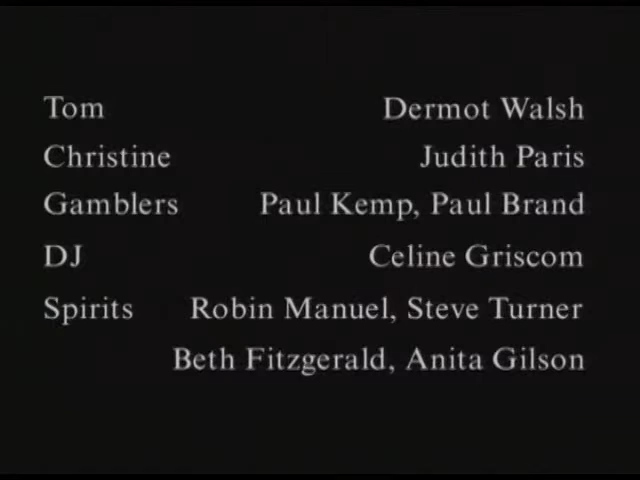 Tom Dermot Walsh
Christine Judith Paris
Gamblers Paul Kemp, Paul Brand
DJ Celine Griscom
Spirits Robin Manuel, Steve Turner
Beth Fitzgerald, Anita Gilson